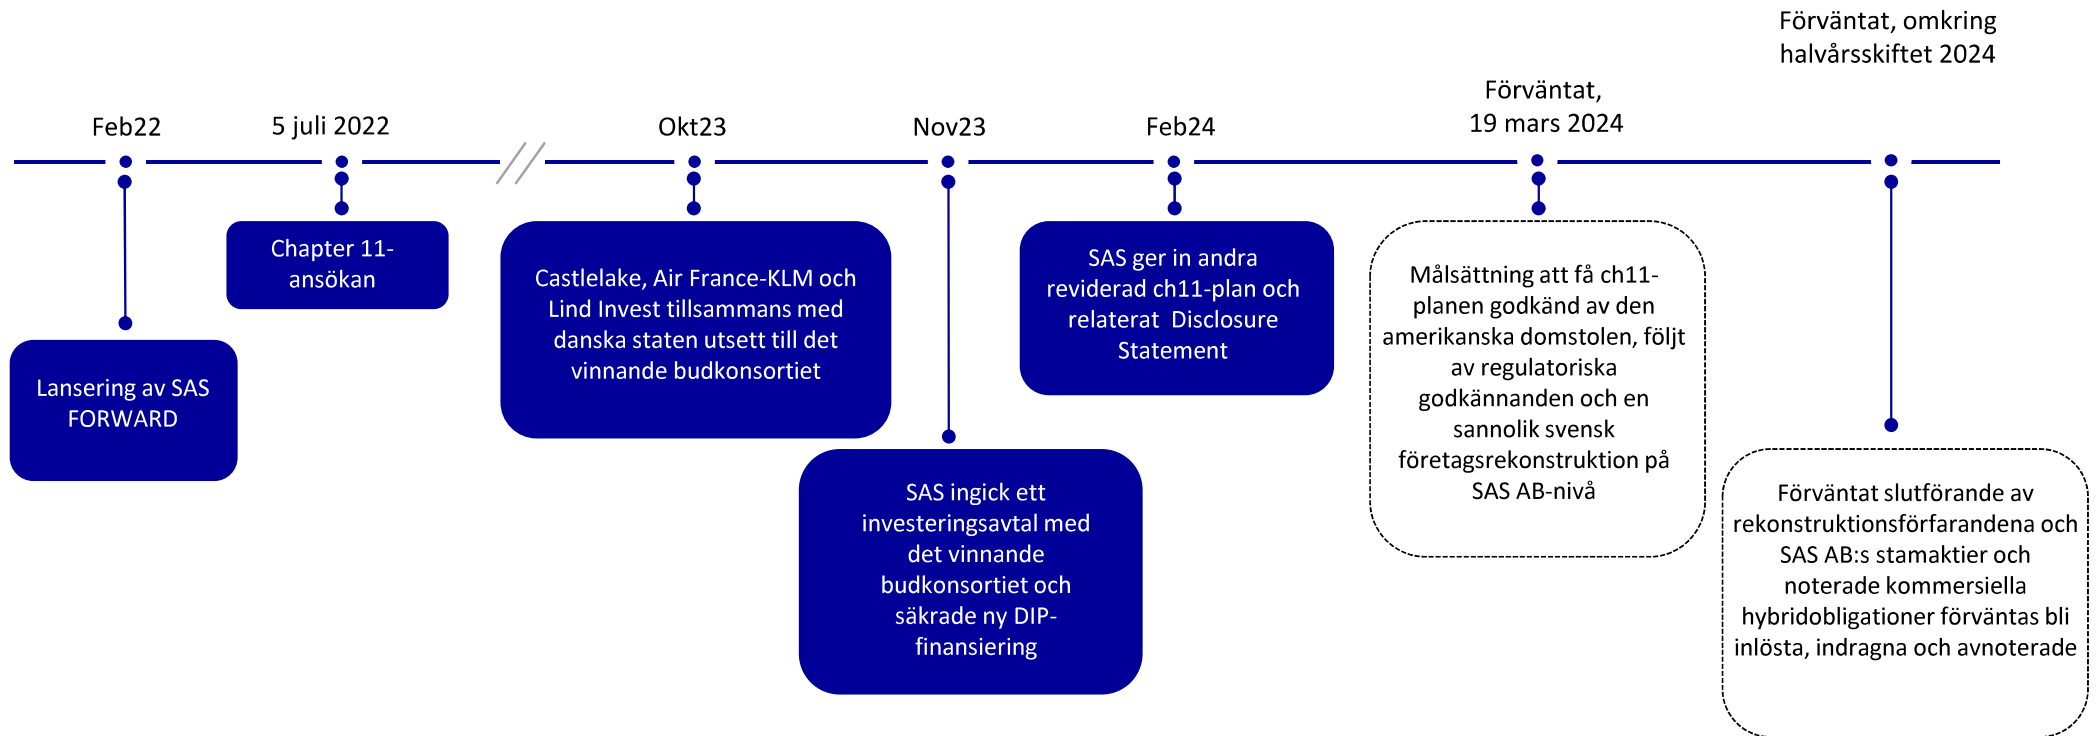 Feb22
Lansering av SAS
FORWARD
5 juli 2022
Chapter 11-
ansökan
Okt23
Castlelake, Air France-KLM och
Lind Invest tillsammans med
danska staten utsett till det
vinnande budkonsortiet
Nov23
SAS ingick ett
investeringsavtal med
det vinnande
budkonsortiet och
säkrade ny DIP-
finansiering
Feb24
SAS ger in andra
reviderad ch11-plan och
relaterat  Disclosure
Statement
Förväntat,
19 mars 2024
Målsättning att få ch11-
planen godkänd av den
amerikanska domstolen, följt
av regulatoriska
godkännanden och en
sannolik svensk
företagsrekonstruktion på
SAS AB-nivå
Förväntat, omkring
halvårsskiftet 2024
Förväntat slutförande av
rekonstruktionsförfarandena och
SAS AB:s stamaktier och
noterade kommersiella
hybridobligationer förväntas bli
inlösta, indragna och avnoterade